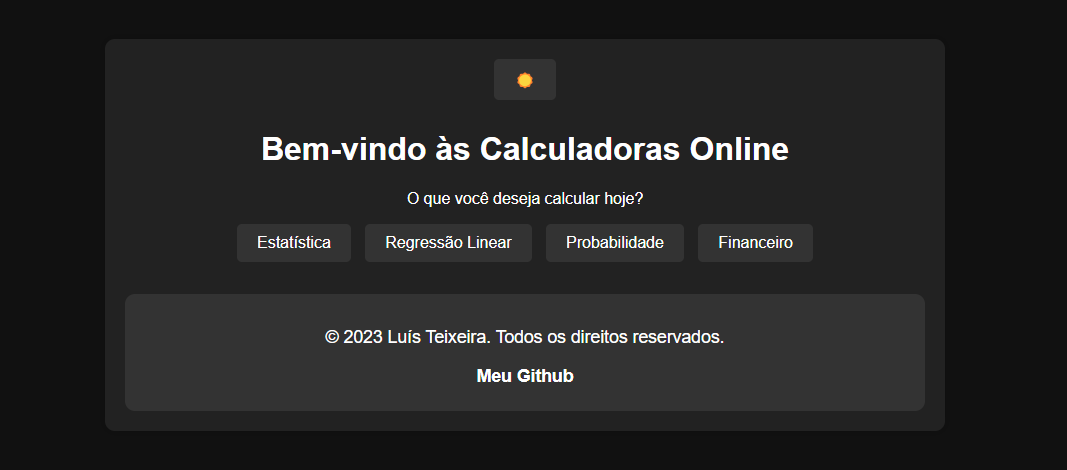 Bem-vindo às Calculadoras Online
O que você deseja calcular hoje?
Estatística Regressão Linear Probabilidade Financeiro
© 2023 Luís Teixeira. Todos os direitos reservados.
Meu Github